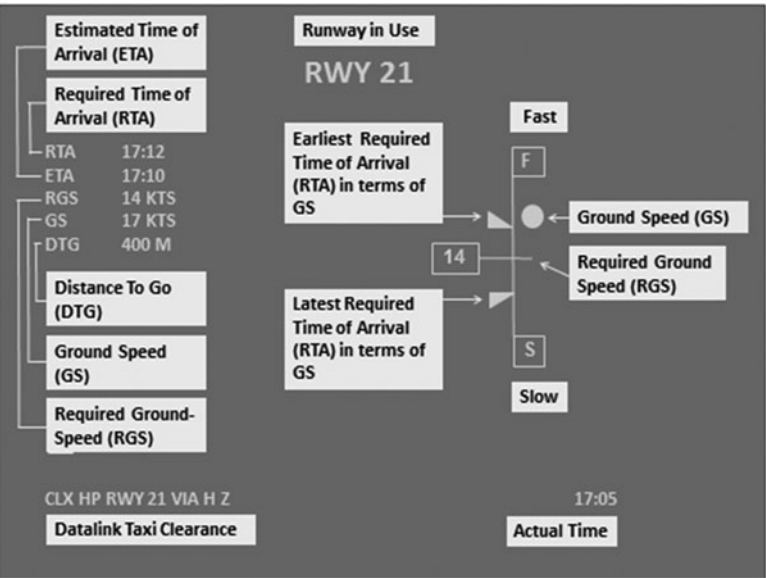 Estimated Time of
Arrival (ETA)
Required Time of
Arrival (RTA)
RTA 17:12
ETA 17:10
RGS 14 KTS
GS 17 KTS
DTG 400 M
Distance To Go
(DTG)
Ground Speed
(GS)
Required Ground-
Speed (RGS)
Runway in Use
RWY 21
Earliest Required
Time of Arrival
(RTA) in terms of
GS
Latest Required
Time of Arrival
(RTA) in terms of
GS
Fast
F
Ground Speed (GS)
14
Required Ground
Speed (RGS)
S
Slow
CLX HP RWY 21 VIA H Z
Datalink Taxi Clearance
17:05
Actual Time